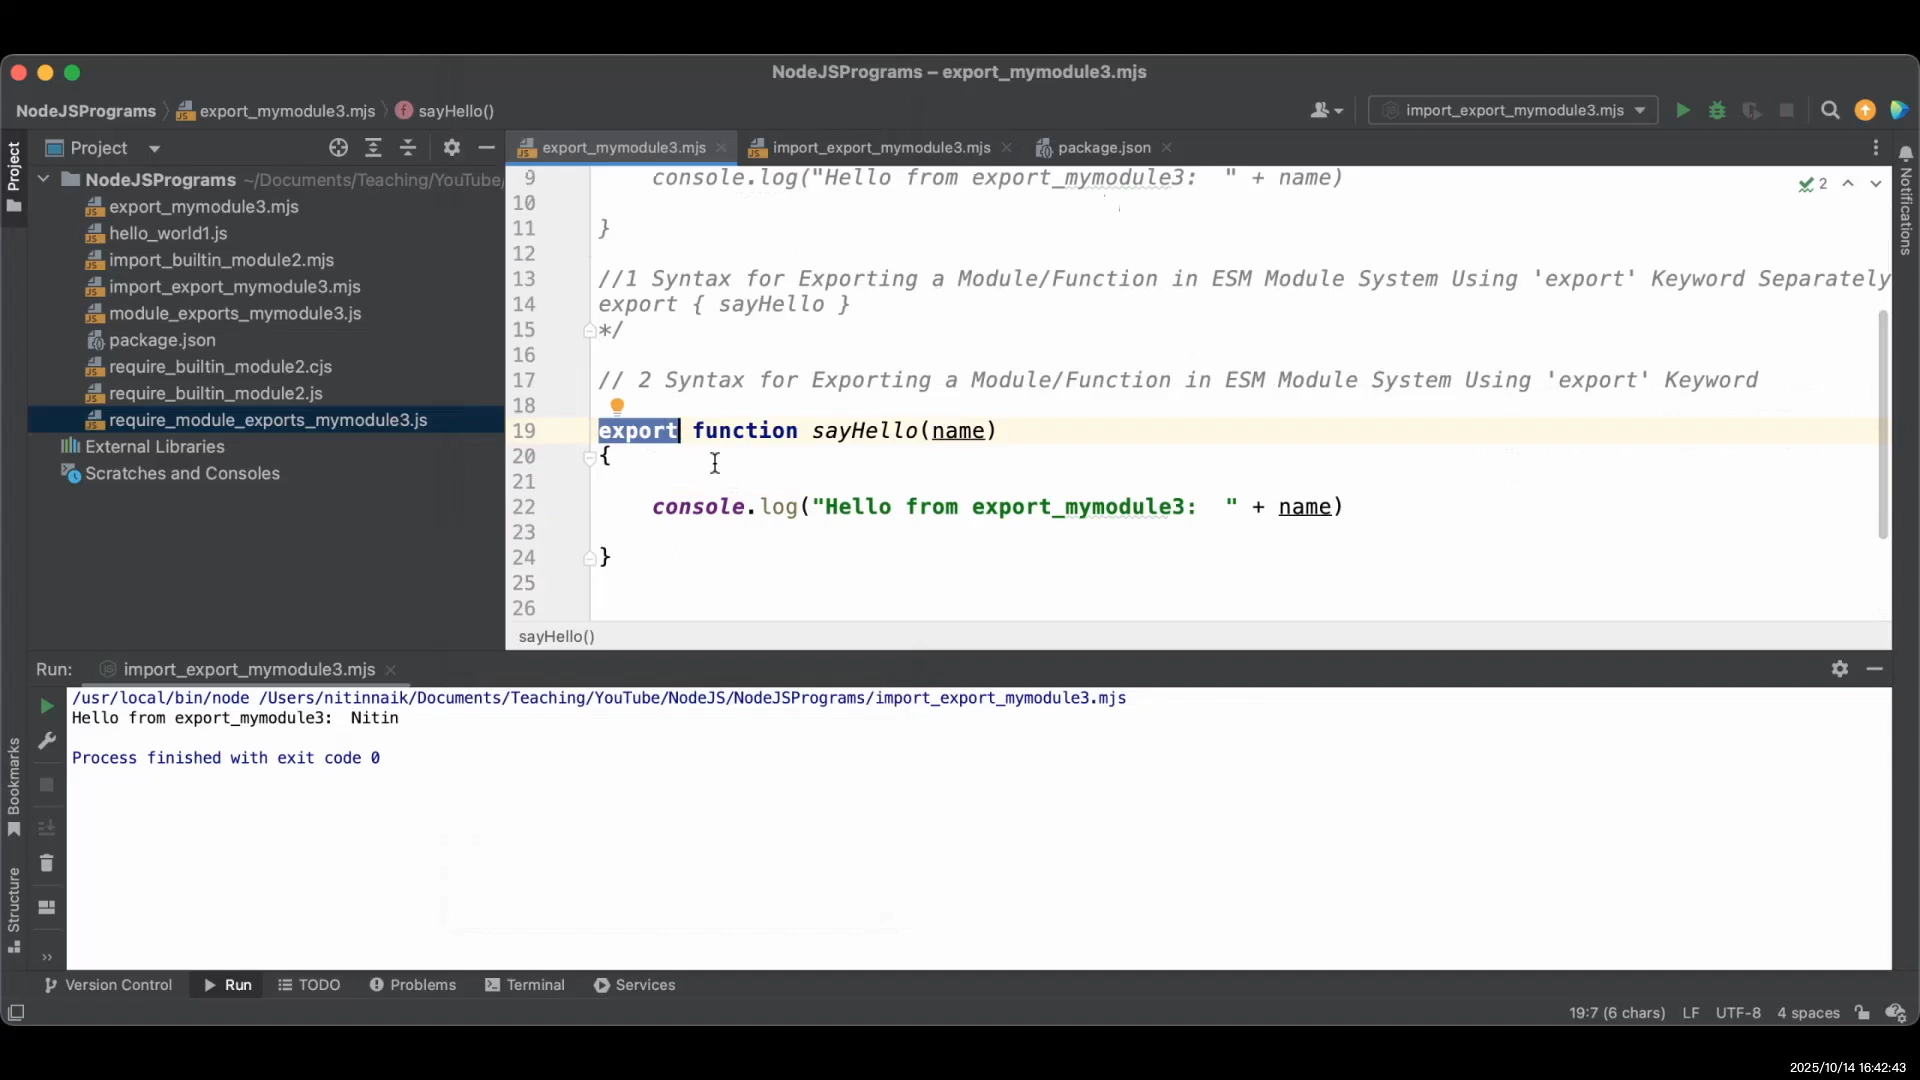 NodeJSPrograms – export_mymodule3.mjs
NodeJSPrograms export_mymodule3.mjs f sayHello()
import_export_mymodule3.mjs
Project
Project
NodeJSPrograms ~/Documents/Teaching/YouTube/
export_mymodule3.mjs
hello_world1.js
import_builtin_module2.mjs
import_export_mymodule3.mjs
module_exports_mymodule3.js
package.json
require_builtin_module2.cjs
require_builtin_module2.js
require_module_exports_mymodule3.js
External Libraries
Scratches and Consoles
export_mymodule3.mjs import_export_mymodule3.mjs package.json
Notifications
2
9 console.log("Hello from export_mymodule3:  " + name)
10
11 }
12
13 //1 Syntax for Exporting a Module/Function in ESM Module System Using 'export' Keyword Separately
14 export { sayHello }
15 */
16
17 // 2 Syntax for Exporting a Module/Function in ESM Module System Using 'export' Keyword
18
19 export function sayHello(name)
20 {
21
22 console.log("Hello from export_mymodule3:  " + name)
23
24 }
25
26
sayHello()
Run: import_export_mymodule3.mjs
/usr/local/bin/node /Users/nitinnaik/Documents/Teaching/YouTube/NodeJS/NodeJSPrograms/import_export_mymodule3.mjs
Hello from export_mymodule3:  Nitin
Process finished with exit code 0
Bookmarks
Structure
Version Control Run TODO Problems Terminal Services
19:7 (6 chars) LF UTF-8 4 spaces
2025/10/14 16:42:43